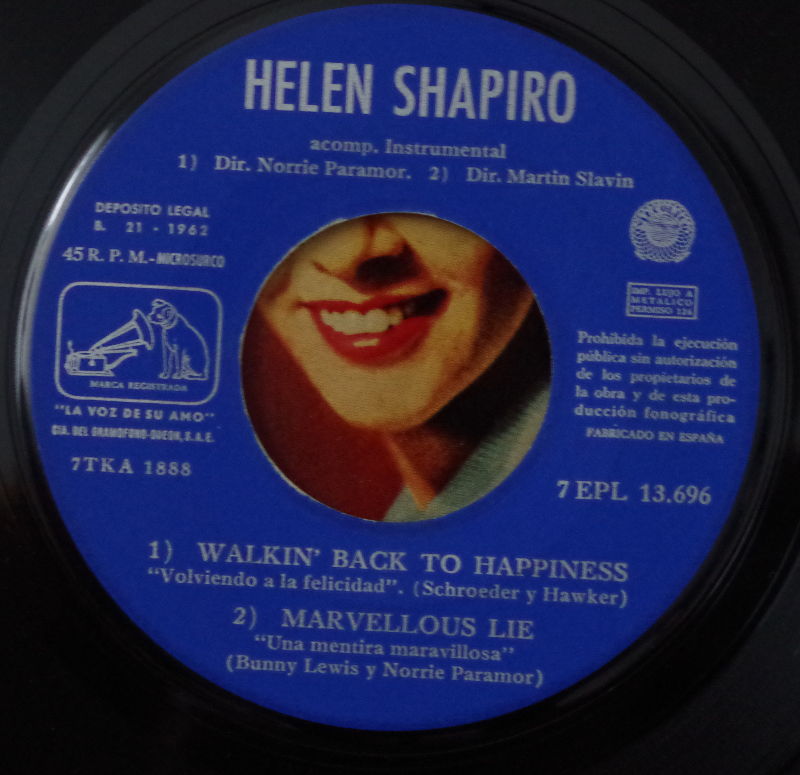 HELEN SHAPIRO
acomp. Instrumental
1) Dir. Norrie Paramor. 2) Dir. Martin Slavin
DEPOSITO LEGAL
B. 21 - 1962
45 R. P. M.-MICROSURCO
MARCA REGISTRADA
"LA VOZ DE SU AMO"
CIA. DEL GRAMOFONO-ODEON, S.A.E.
7TKA 1888
IMP. LUJO A
METALICO
PERMISO 124
Prohibida la ejecución
pública sin autorización
de los propietarios de
la obra y de esta pro-
ducción fonográfica
FABRICADO EN ESPAÑA
7 EPL 13.696
1) WALKIN' BACK TO HAPPINESS
"Volviendo a la felicidad". (Schroeder y Hawker)
2) MARVELLOUS LIE
"Una mentira maravillosa"
(Bunny Lewis y Norrie Paramor)